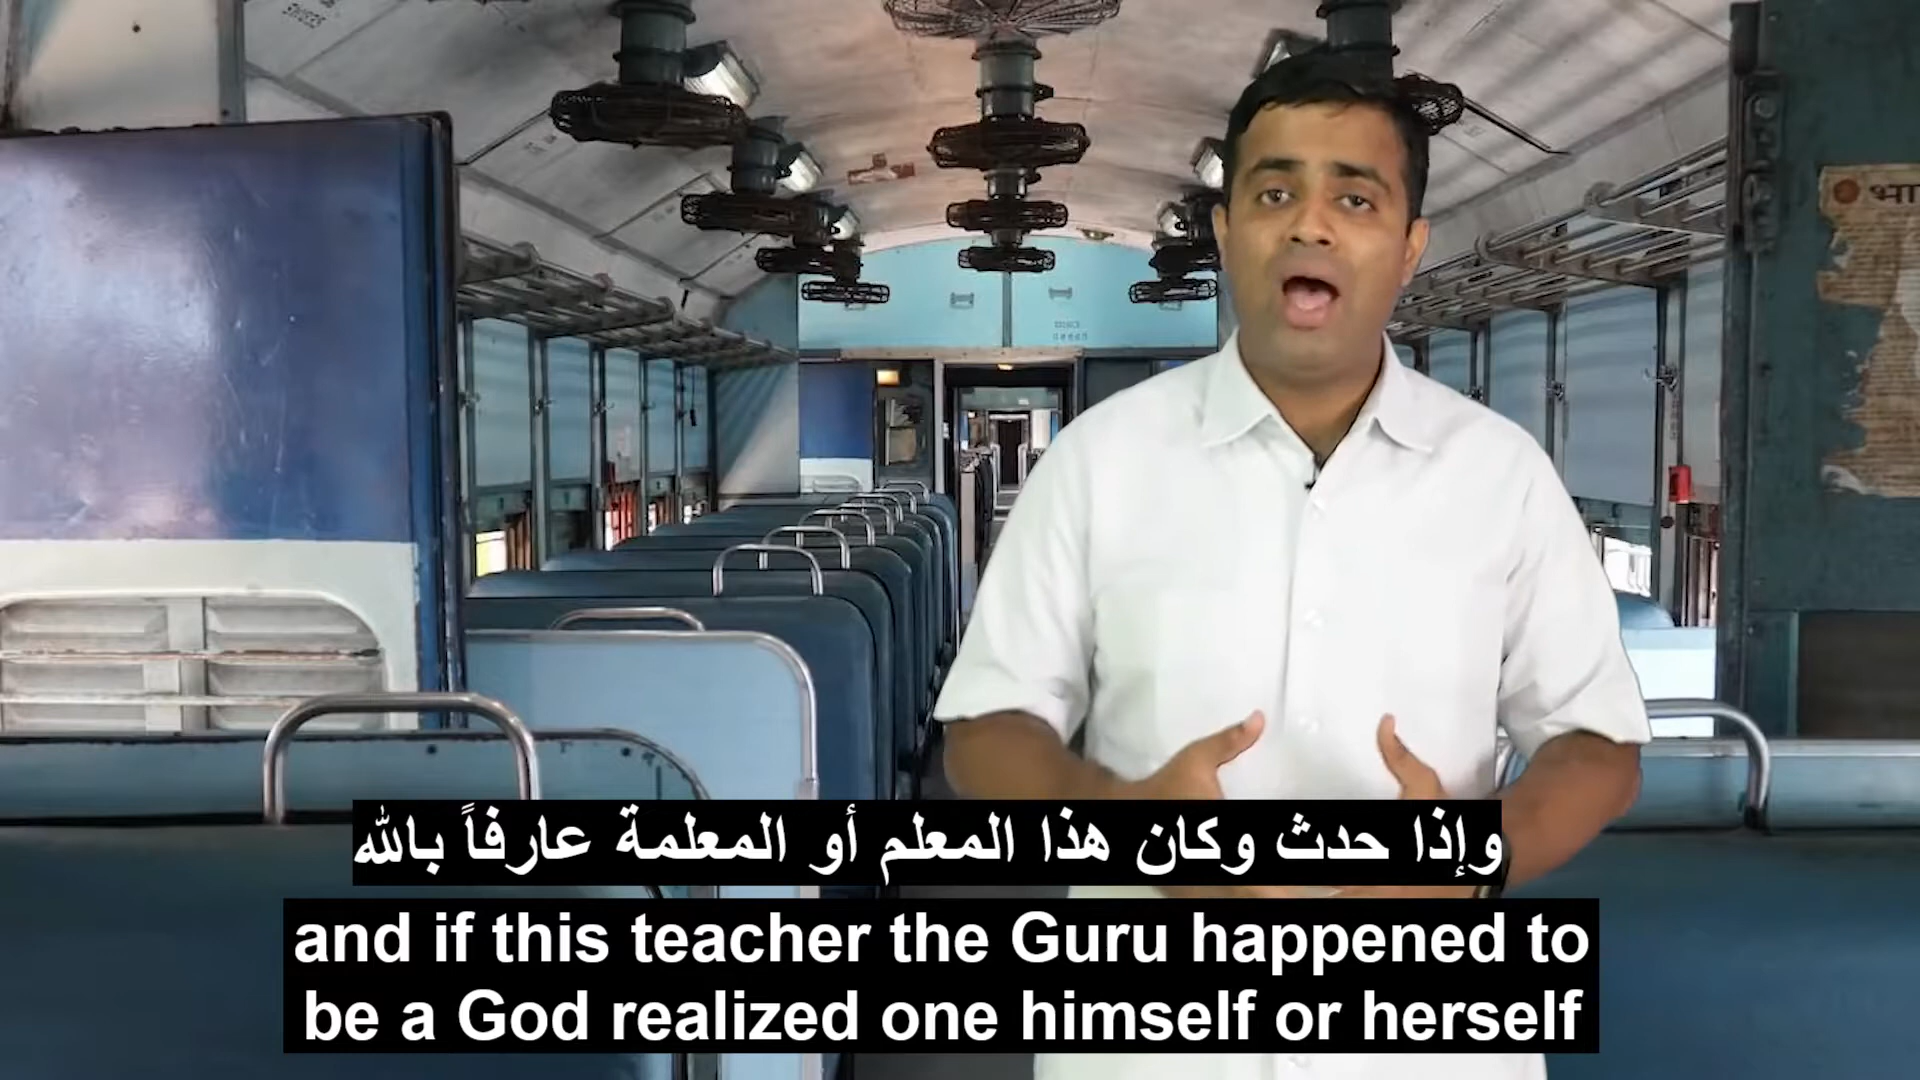 भा
وإذا حدث وكان هذا المعلم أو المعلمة عارفاً بالله
and if this teacher the Guru happened to
be a God realized one himself or herself